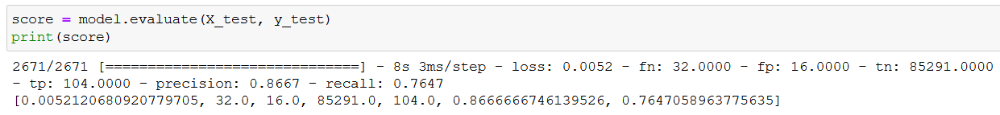 score = model.evaluate(X_test, y_test)
print(score)
2671/2671 [==============================] - 8s 3ms/step - loss: 0.0052 - fn: 32.0000 - fp: 16.0000 - tn: 85291.0000
- tp: 104.0000 - precision: 0.8667 - recall: 0.7647
[0.0052120680920779705, 32.0, 16.0, 85291.0, 104.0, 0.8666666746139526, 0.7647058963775635]